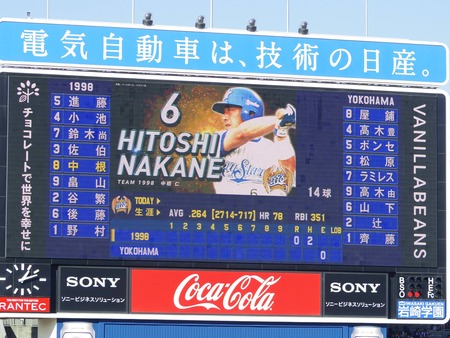 電気自動車は、技術の日産。
1998
5 進藤
4 小池
7 鈴木尚
3 佐伯
8 中根
9 畠山
2 谷繁
6 後藤
1 野村
チョコレートで世界を幸せに
6
HITOSHI
NAKANE
TEAM 1998 中根 仁
14球
TODAY
生涯 AVG .264 [2714-717] HR 78 RBI 351
1 2 3 4 5 6 7 8 9 R H E
1998 0 2
YOKOHAMA 0
YOKOHAMA
8 屋鋪
4 高木豊
5 ポンセ
3 松原
7 ラミレス
9 高木由
6 山下
2 辻
1 齊藤
VANILLABEANS
RANTEC
SONY
ソニービジネスソリューション
Coca-Cola
SONY
ソニービジネスソリューション
B
S
O
H
E
IWASAKI GAKUEN
岩崎学園